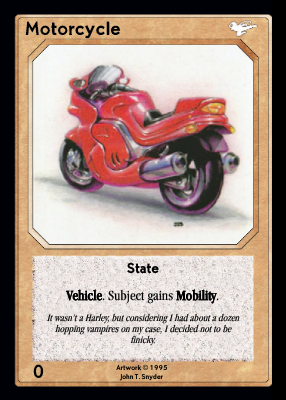 Motorcycle
State
Vehicle. Subject gains Mobility.
It wasn't a Harley, but considering I had about a dozen
hopping vampires on my case, I decided not to be
finicky.
0
Artwork © 1995
John T. Snyder